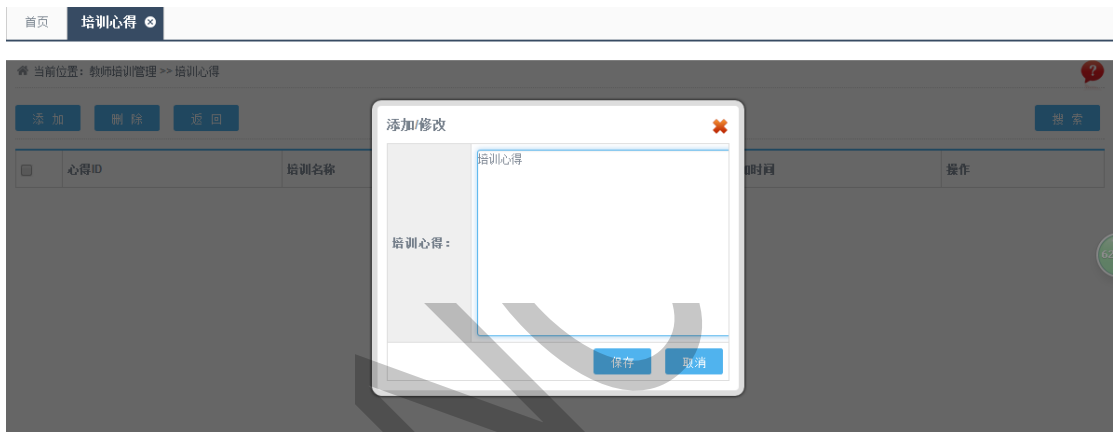 首页
培训心得
当前位置：教师培训管理 >> 培训心得
添 加
删 除
返 回
搜 索
心得ID
培训名称
加时间
操作
添加/修改
培训心得：
培训心得
保存
取消